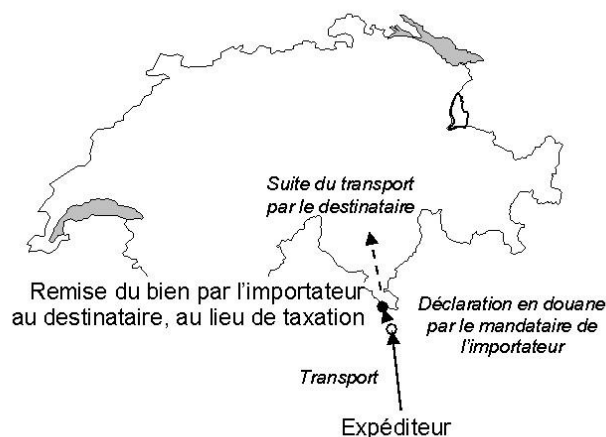 Suite du transport
par le destinataire
Remise du bien par l'importateur
au destinataire, au lieu de taxation
Déclaration en douane
par le mandataire de
l'importateur
Transport
Expéditeur